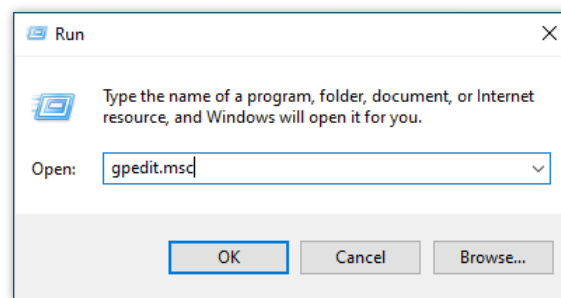 Run
Type the name of a program, folder, document, or Internet
resource, and Windows will open it for you.
Open: gpedit.msc
OK Cancel Browse...